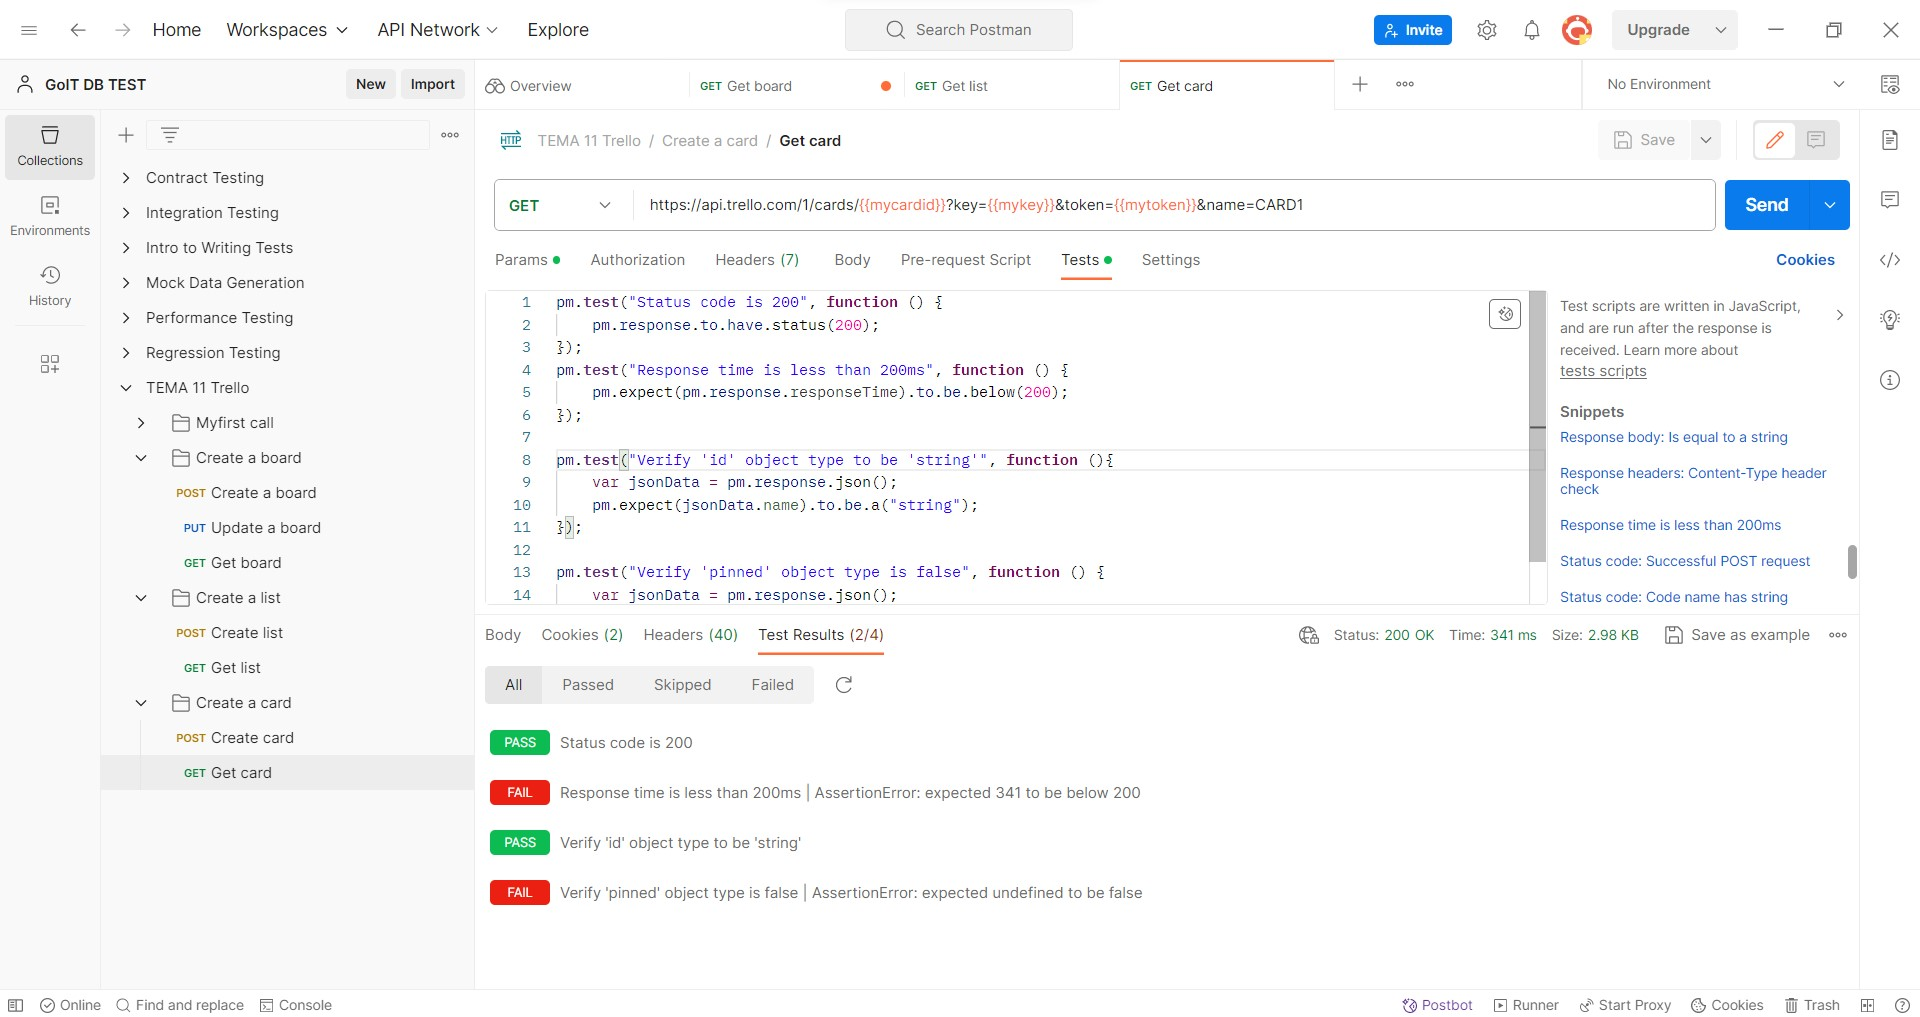 Home Workspaces API Network Explore Search Postman Invite Upgrade
GoIT DB TEST New Import Overview GET Get board GET Get list GET Get card No Environment
Collections
Environments
History
Contract Testing
Integration Testing
Intro to Writing Tests
Mock Data Generation
Performance Testing
Regression Testing
TEMA 11 Trello
Myfirst call
Create a board
POST Create a board
PUT Update a board
GET Get board
Create a list
POST Create list
GET Get list
Create a card
POST Create card
GET Get card
HTTP TEMA 11 Trello / Create a card / Get card Save
GET https://api.trello.com/1/cards/{{mycardid}}?key={{mykey}}&token={{mytoken}}&name=CARD1 Send
Params Authorization Headers (7) Body Pre-request Script Tests Settings Cookies
1 pm.test("Status code is 200", function () {
2 pm.response.to.have.status(200);
3 });
4 pm.test("Response time is less than 200ms", function () {
5 pm.expect(pm.response.responseTime).to.be.below(200);
6 });
7
8 pm.test("Verify 'id' object type to be 'string'", function (){
9 var jsonData = pm.response.json();
10 pm.expect(jsonData.name).to.be.a("string");
11 });
12
13 pm.test("Verify 'pinned' object type is false", function () {
14 var jsonData = pm.response.json();
Test scripts are written in JavaScript,
and are run after the response is
received. Learn more about
tests scripts
Snippets
Response body: Is equal to a string
Response headers: Content-Type header
check
Response time is less than 200ms
Status code: Successful POST request
Status code: Code name has string
Body Cookies (2) Headers (40) Test Results (2/4) Status: 200 OK Time: 341 ms Size: 2.98 KB Save as example
All Passed Skipped Failed
PASS Status code is 200
FAIL Response time is less than 200ms | AssertionError: expected 341 to be below 200
PASS Verify 'id' object type to be 'string'
FAIL Verify 'pinned' object type is false | AssertionError: expected undefined to be false
Online Find and replace Console Postbot Runner Start Proxy Cookies Trash